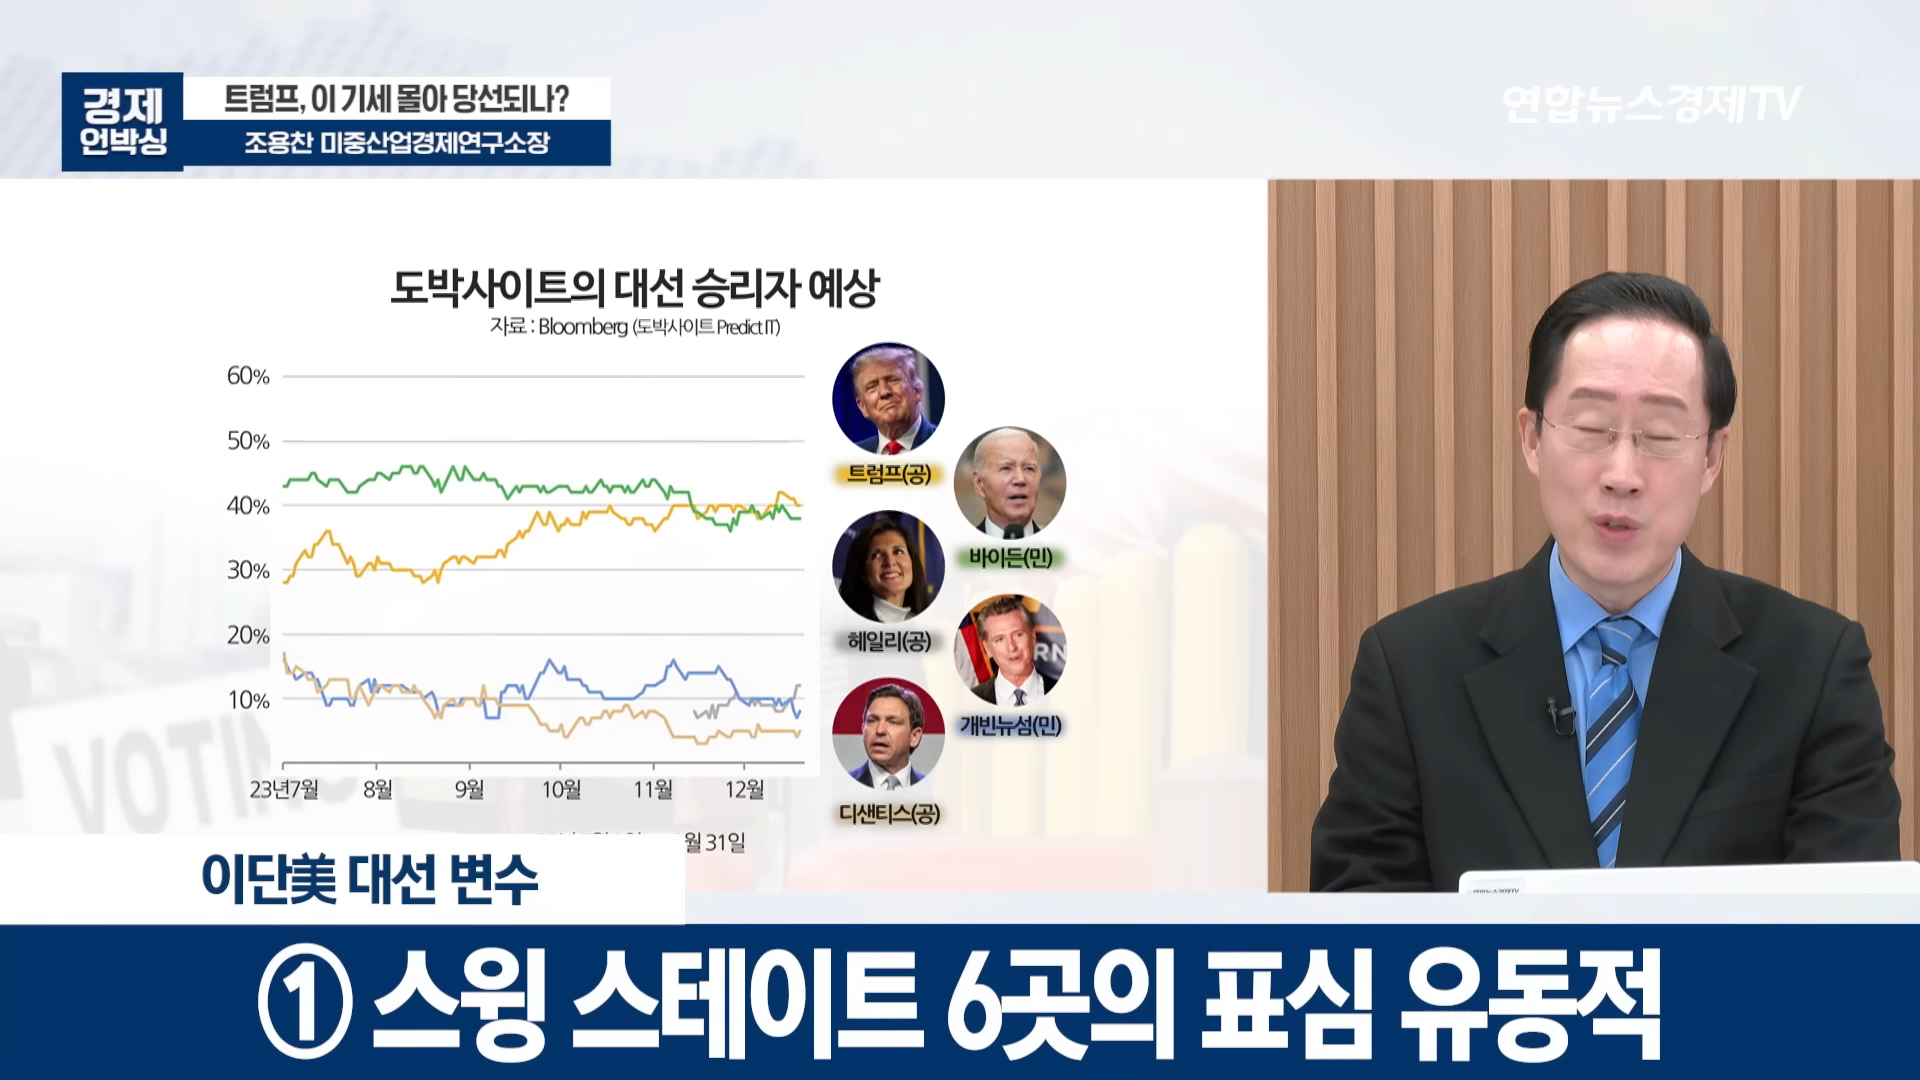 경제
언박싱
트럼프, 이 기세 몰아 당선되나?
조용찬 미중산업경제연구소장
연합뉴스경제TV
도박사이트의 대선 승리자 예상
자료 : Bloomberg (도박사이트 Predict IT)
60%
50%
40%
30%
20%
10%
23년7월
8월
9월
10월
11월
12월
트럼프(공)
바이든(민)
헤일리(공)
개빈뉴섬(민)
디샌티스(공)
VOTIN
RN
월 31일
이단美 대선 변수
① 스윙 스테이트 6곳의 표심 유동적